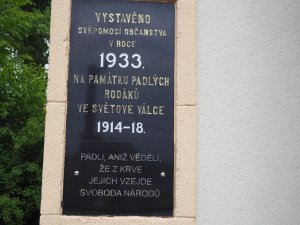 VYSTAVĚNO
SVÉPOMOCÍ OBČANSTVA
V ROCE
1933.
NA PAMÁTKU PADLÝCH
RODÁKŮ
VE SVĚTOVÉ VÁLCE
1914-18.
PADLI, ANIŽ VĚDĚLI,
ŽE Z KRVE
JEJICH VZEJDE
SVOBODA NÁRODŮ